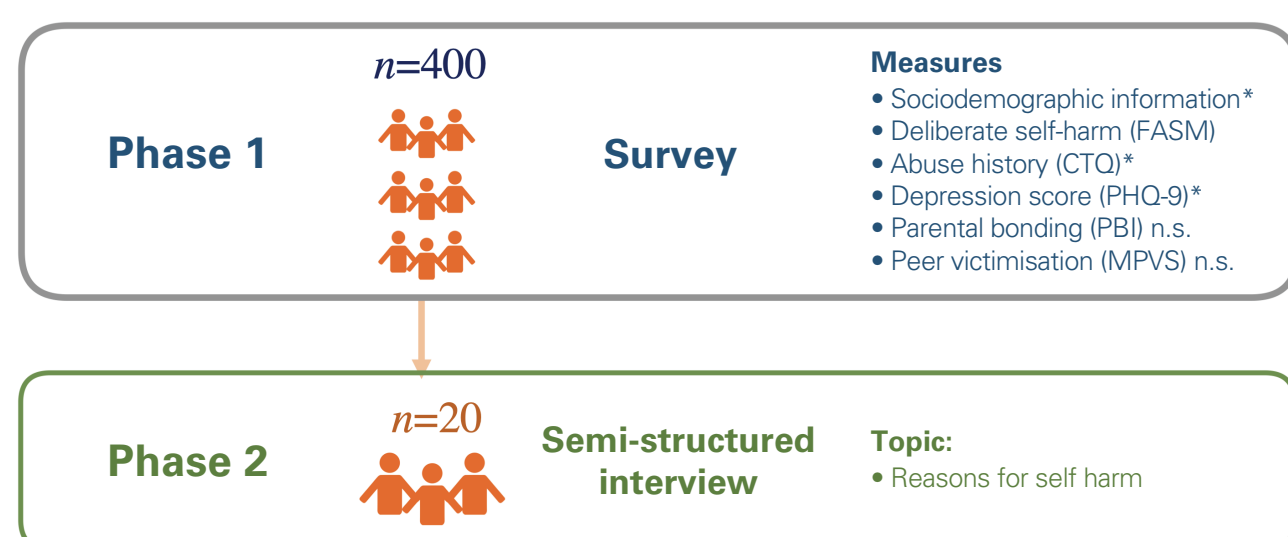 n=400
Phase 1
Survey
Measures
• Sociodemographic information*
• Deliberate self-harm (FASM)
• Abuse history (CTQ)*
• Depression score (PHQ-9)*
• Parental bonding (PBI) n.s.
• Peer victimisation (MPVS) n.s.
n=20
Phase 2
Semi-structured
interview
Topic:
• Reasons for self harm